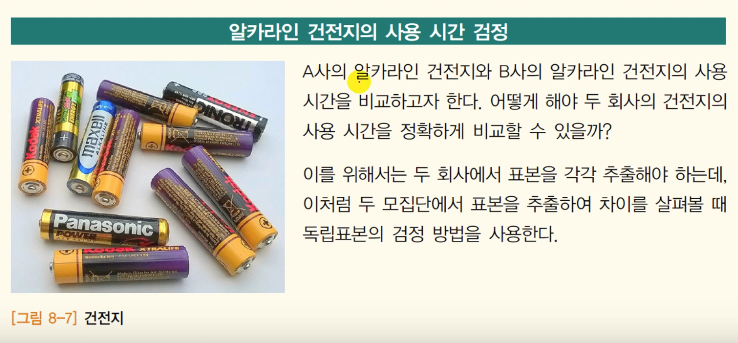 알카라인 건전지의 사용 시간 검정
A사의 알카라인 건전지와 B사의 알카라인 건전지의 사용
시간을 비교하고자 한다. 어떻게 해야 두 회사의 건전지의
사용 시간을 정확하게 비교할 수 있을까?
이를 위해서는 두 회사에서 표본을 각각 추출해야 하는데,
이처럼 두 모집단에서 표본을 추출하여 차이를 살펴볼 때
독립표본의 검정 방법을 사용한다.
maxell
Panasonic
POWER
XTRALIFE
[그림 8-7] 건전지